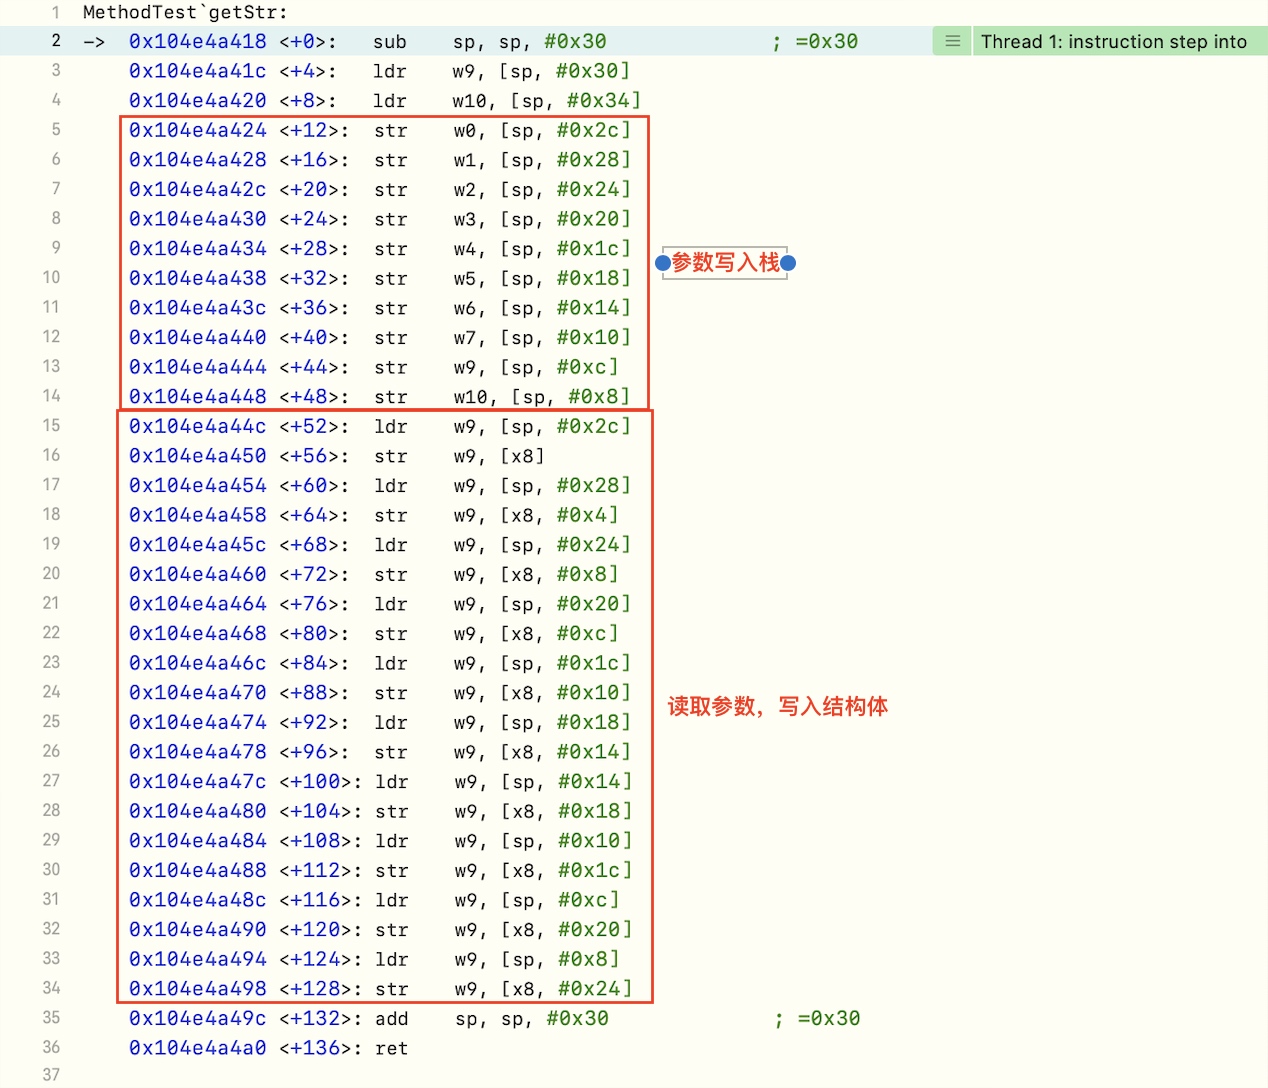 1 MethodTest`getStr:
2 -> 0x104e4a418 <+0>: sub sp, sp, #0x30 ; =0x30 Thread 1: instruction step into
3 0x104e4a41c <+4>: ldr w9, [sp, #0x30]
4 0x104e4a420 <+8>: ldr w10, [sp, #0x34]
5 0x104e4a424 <+12>: str w0, [sp, #0x2c]
6 0x104e4a428 <+16>: str w1, [sp, #0x28]
7 0x104e4a42c <+20>: str w2, [sp, #0x24]
8 0x104e4a430 <+24>: str w3, [sp, #0x20]
9 0x104e4a434 <+28>: str w4, [sp, #0x1c]
参数写入栈
10 0x104e4a438 <+32>: str w5, [sp, #0x18]
11 0x104e4a43c <+36>: str w6, [sp, #0x14]
12 0x104e4a440 <+40>: str w7, [sp, #0x10]
13 0x104e4a444 <+44>: str w9, [sp, #0xc]
14 0x104e4a448 <+48>: str w10, [sp, #0x8]
15 0x104e4a44c <+52>: ldr w9, [sp, #0x2c]
16 0x104e4a450 <+56>: str w9, [x8]
17 0x104e4a454 <+60>: ldr w9, [sp, #0x28]
18 0x104e4a458 <+64>: str w9, [x8, #0x4]
19 0x104e4a45c <+68>: ldr w9, [sp, #0x24]
20 0x104e4a460 <+72>: str w9, [x8, #0x8]
21 0x104e4a464 <+76>: ldr w9, [sp, #0x20]
22 0x104e4a468 <+80>: str w9, [x8, #0xc]
23 0x104e4a46c <+84>: ldr w9, [sp, #0x1c]
24 0x104e4a470 <+88>: str w9, [x8, #0x10]
读取参数，写入结构体
25 0x104e4a474 <+92>: ldr w9, [sp, #0x18]
26 0x104e4a478 <+96>: str w9, [x8, #0x14]
27 0x104e4a47c <+100>: ldr w9, [sp, #0x14]
28 0x104e4a480 <+104>: str w9, [x8, #0x18]
29 0x104e4a484 <+108>: ldr w9, [sp, #0x10]
30 0x104e4a488 <+112>: str w9, [x8, #0x1c]
31 0x104e4a48c <+116>: ldr w9, [sp, #0xc]
32 0x104e4a490 <+120>: str w9, [x8, #0x20]
33 0x104e4a494 <+124>: ldr w9, [sp, #0x8]
34 0x104e4a498 <+128>: str w9, [x8, #0x24]
35 0x104e4a49c <+132>: add sp, sp, #0x30 ; =0x30
36 0x104e4a4a0 <+136>: ret
37